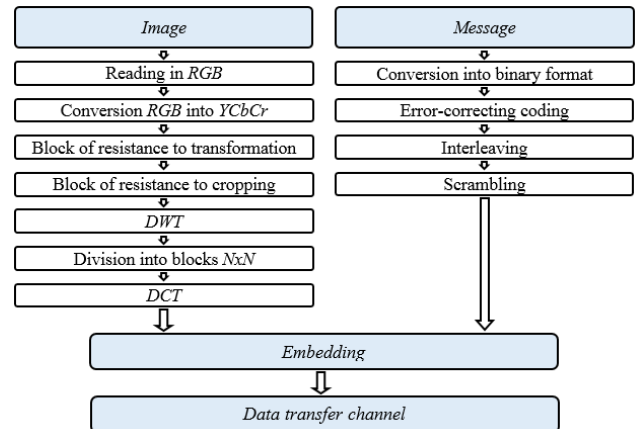 Image
Reading in RGB
Conversion RGB into YCbCr
Block of resistance to transformation
Block of resistance to cropping
DWT
Division into blocks NxN
DCT
Message
Conversion into binary format
Error-correcting coding
Interleaving
Scrambling
Embedding
Data transfer channel